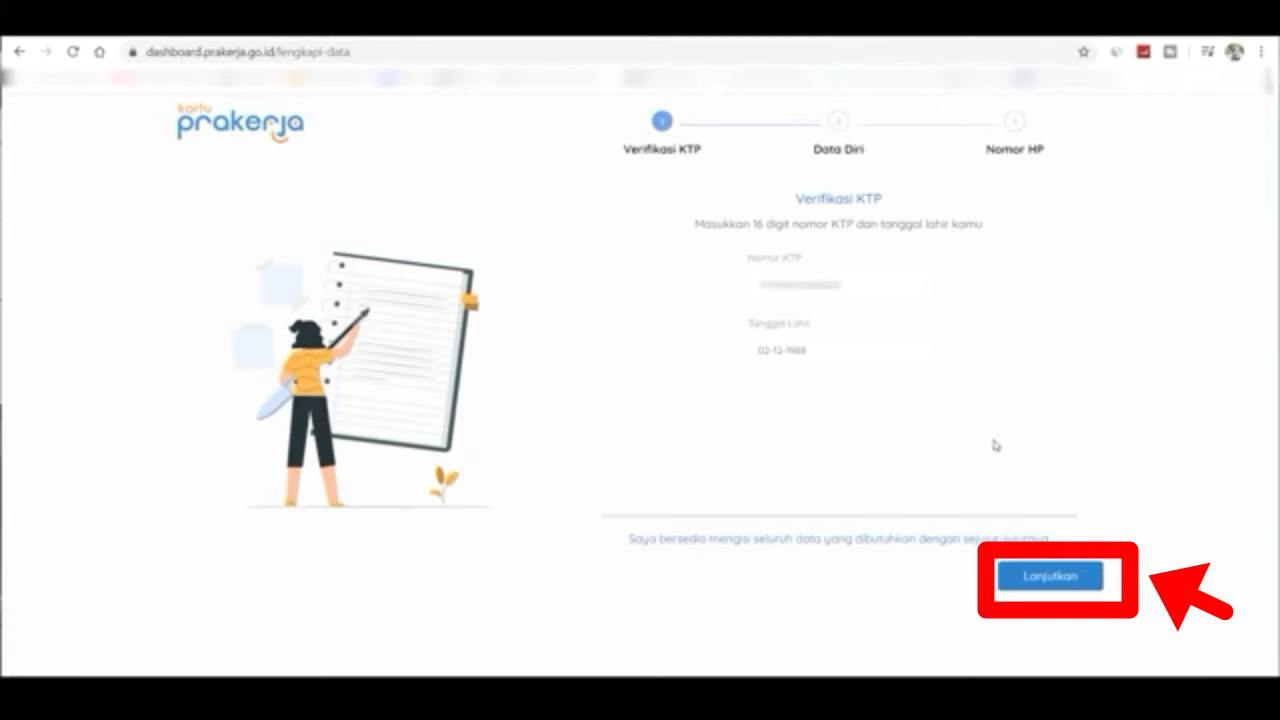 dashboard.prakerja.go.id/lengkapi-data
kartu
prakerja
1
Verifikasi KTP
Data Diri
Nomor HP
Verifikasi KTP
Masukkan 16 digit nomor KTP dan tanggal lahir kamu
Nomor KTP
Tanggal Lahir
02-12-1988
Saya bersedia mengisi seluruh data yang dibutuhkan dengan
Lanjutkan